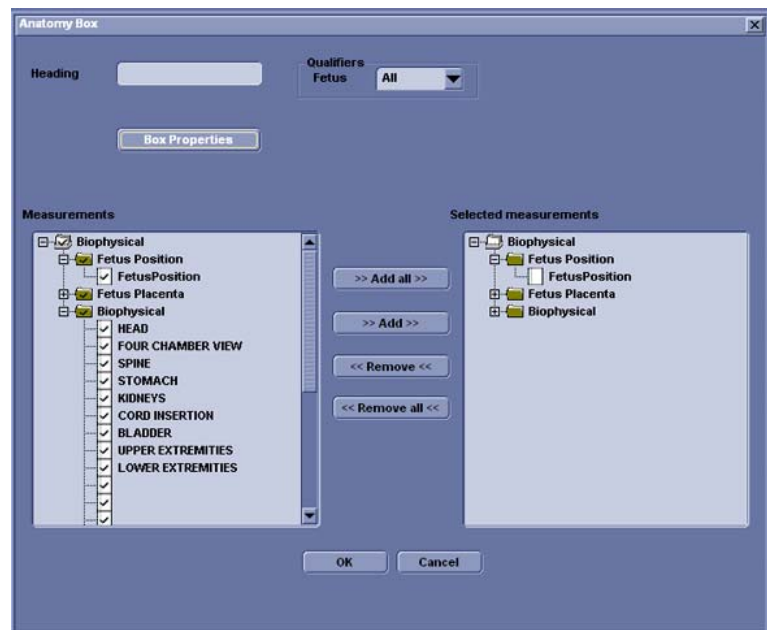 Anatomy Box
Heading
Qualifiers
Fetus All
Box Properties
Measurements
Biophysical
Fetus Position
FetusPosition
Fetus Placenta
Biophysical
HEAD
FOUR CHAMBER VIEW
SPINE
STOMACH
KIDNEYS
CORD INSERTION
BLADDER
UPPER EXTREMITIES
LOWER EXTREMITIES
>> Add all >>
>> Add >>
<< Remove <<
<< Remove all <<
Selected measurements
Biophysical
Fetus Position
FetusPosition
Fetus Placenta
Biophysical
OK
Cancel